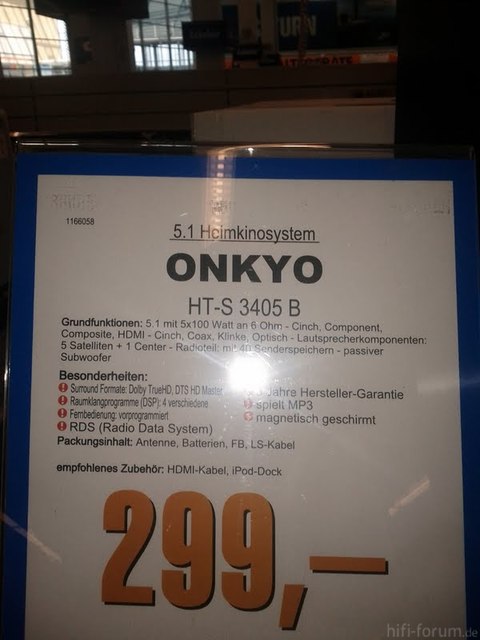 URN
1166058
5.1 Heimkinosystem
ONKYO
HT-S 3405 B
Grundfunktionen: 5.1 mit 5x100 Watt an 6 Ohm - Cinch, Component,
Composite, HDMI - Cinch, Coax, Klinke, Optisch - Lautsprecherkomponenten:
5 Satelliten + 1 Center - Radioteil: mit 40 Senderspeichern - passiver
Subwoofer
Besonderheiten:
Surround Formate: Dolby TrueHD, DTS HD Master
Raumklangprogramme (DSP): 4 verschiedene
Fernbedienung: vorprogrammiert
RDS (Radio Data System)
Jahre Hersteller-Garantie
spielt MP3
magnetisch geschirmt
Packungsinhalt: Antenne, Batterien, FB, LS-Kabel
empfohlenes Zubehör: HDMI-Kabel, iPod-Dock
299,—
hifi-forum.de